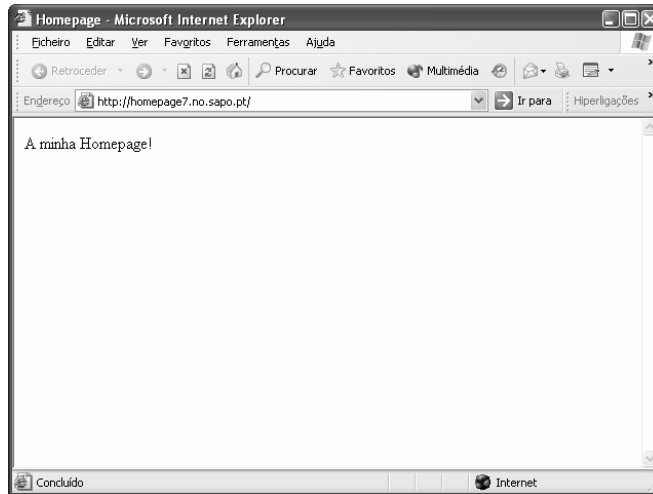 Homepage - Microsoft Internet Explorer
Ficheiro Editar Ver Favoritos Ferramentas Ajuda
Retroceder Procurar Favoritos Multimédia
Endereço http://homepage7.no.sapo.pt/ Ir para Hiperligações
A minha Homepage!
Concluído Internet